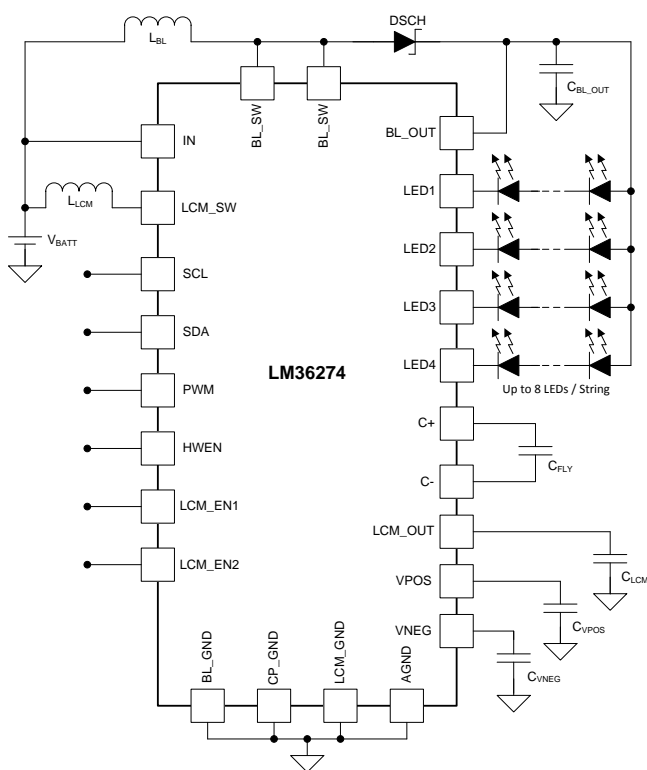 DSCH
L_BL
C_BL_OUT
BL_SW
BL_SW
IN
BL_OUT
LCM_SW
L_LCM
LED1
V_BATT
LED2
SCL
LED3
SDA
LED4
LM36274
Up to 8 LEDs / String
PWM
C+
HWEN
C_FLY
C-
LCM_EN1
LCM_OUT
LCM_EN2
VPOS
C_LCM
VNEG
C_VPOS
C_VNEG
BL_GND
CP_GND
LCM_GND
AGND